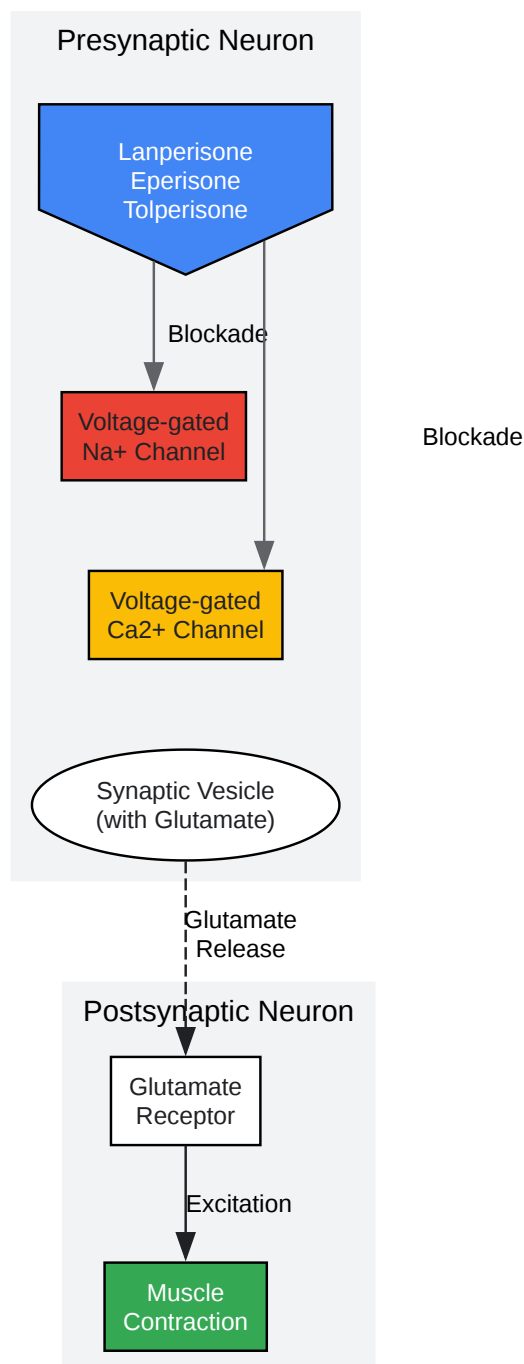 Presynaptic Neuron
Lanperisone
Eperisone
Tolperisone
Blockade
Voltage-gated
Na+ Channel
Blockade
Voltage-gated
Ca2+ Channel
Synaptic Vesicle
(with Glutamate)
Glutamate
Release
Postsynaptic Neuron
Glutamate
Receptor
Excitation
Muscle
Contraction